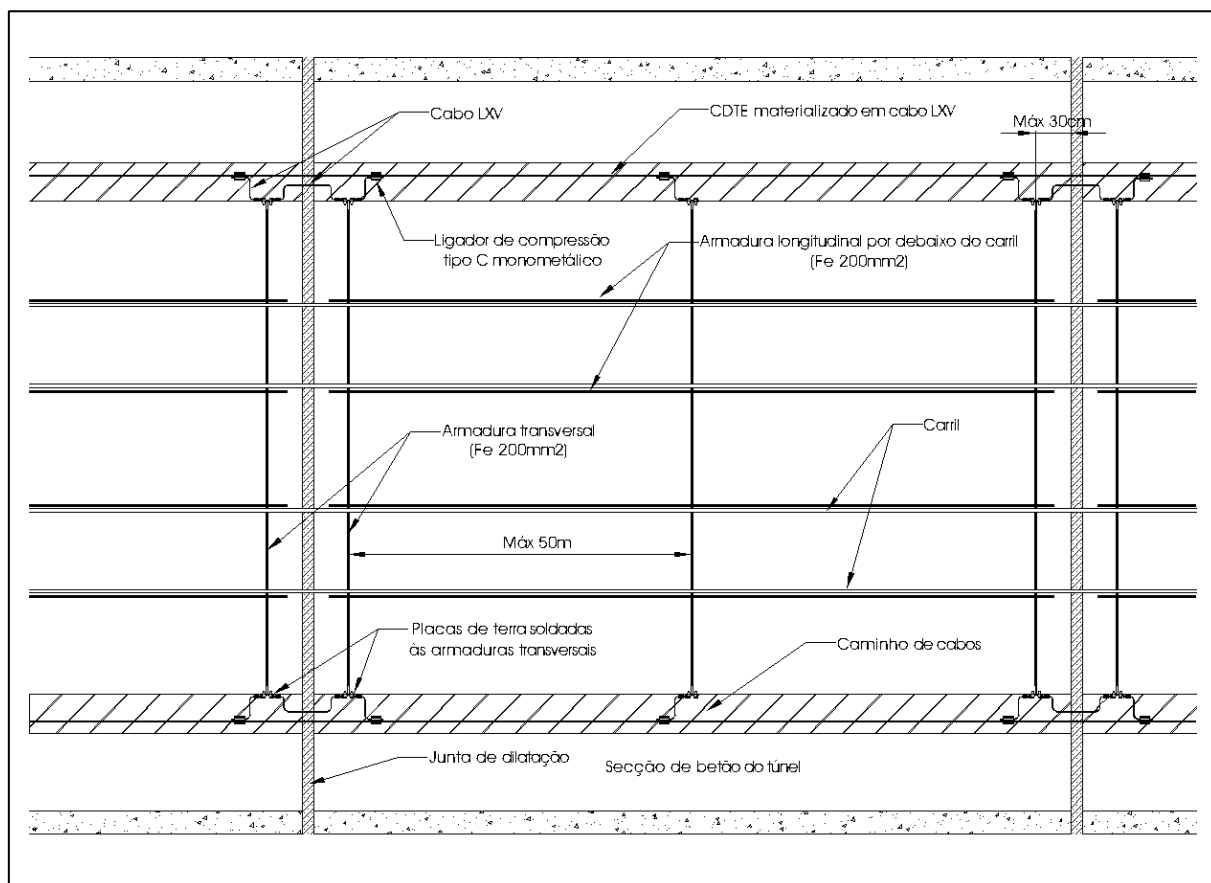 Cabo LXV
CDTE materializado em cabo LXV
Máx 30cm
Ligador de compressão
tipo C monometálico
Armadura longitudinal por debaixo do carril
(Fe 200mm2)
Armadura transversal
(Fe 200mm2)
Carril
Máx 50m
Placas de terra soldadas
às armaduras transversais
Caminho de cabos
Junta de dilatação
Secção de betão do túnel